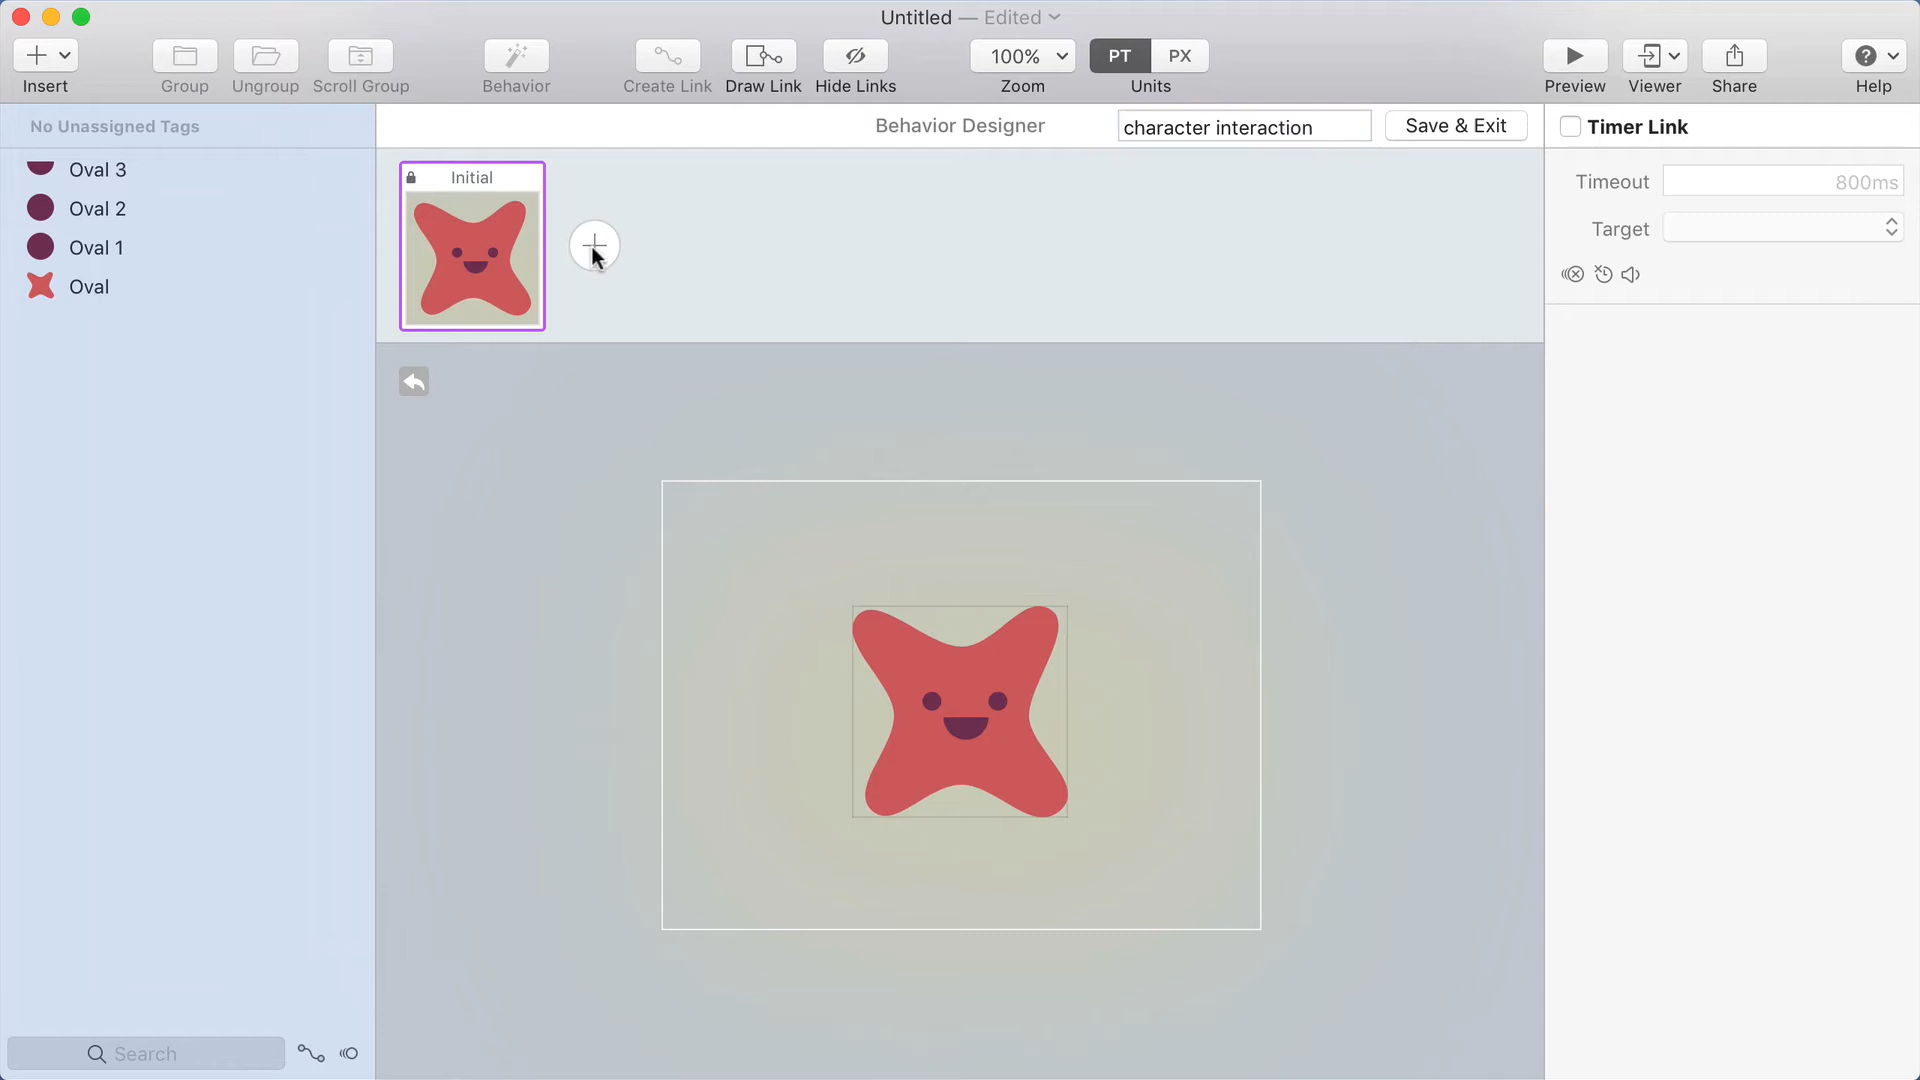 Untitled — Edited
Insert
Group
Ungroup
Scroll Group
Behavior
Create Link
Draw Link
Hide Links
100%
Zoom
PT PX
Units
Preview
Viewer
Share
Help
No Unassigned Tags
Behavior Designer
character interaction
Save & Exit
Timer Link
Oval 3
Oval 2
Oval 1
Oval
Initial
Timeout 800ms
Target
Search